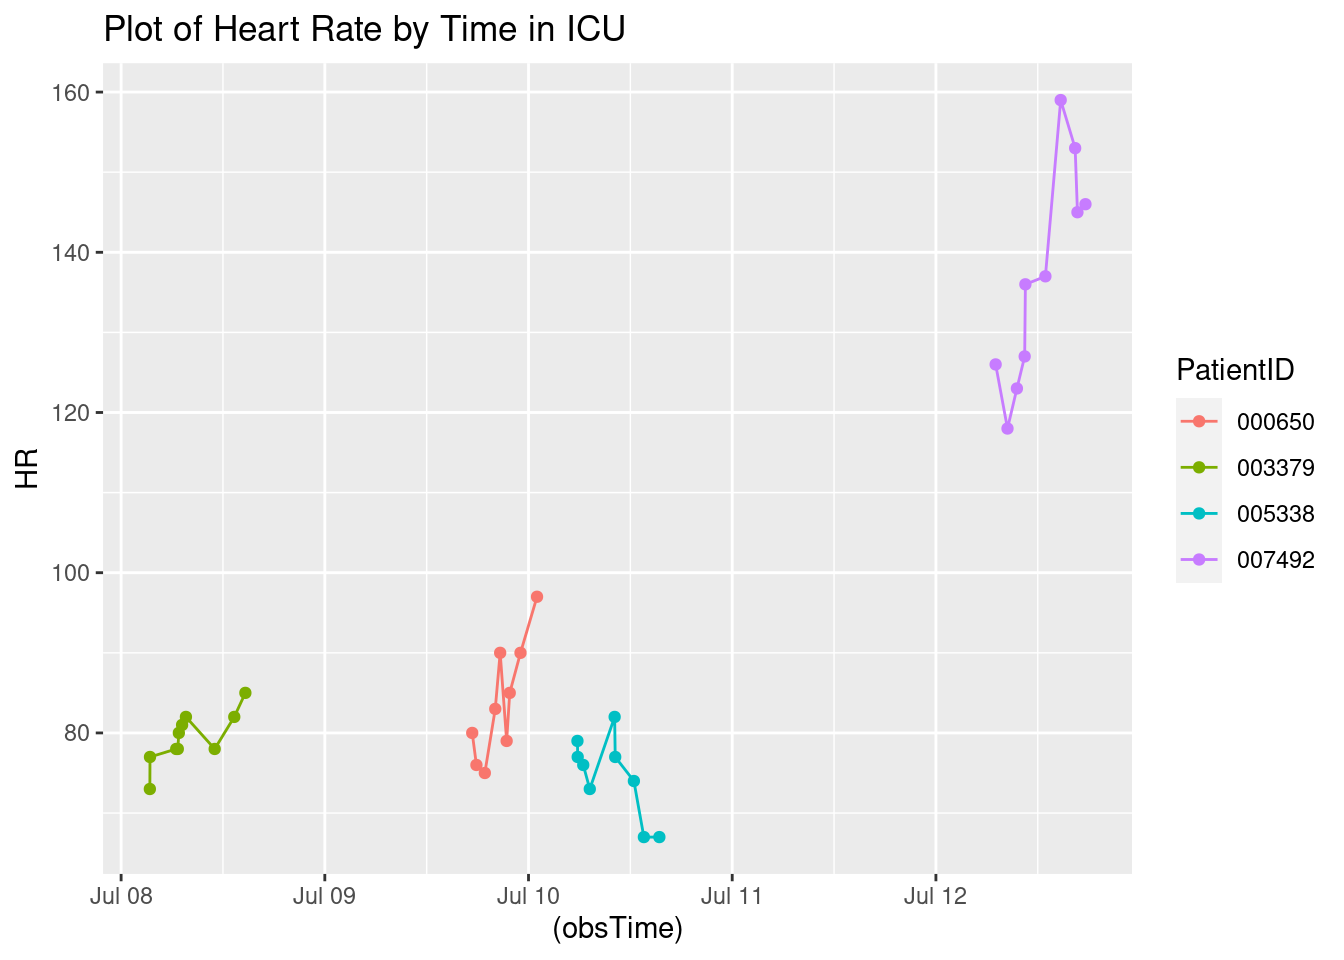 Plot of Heart Rate by Time in ICU
160
140
120
100
80
HR
Jul 08
Jul 09
Jul 10
Jul 11
Jul 12
(obsTime)
PatientID
000650
003379
005338
007492